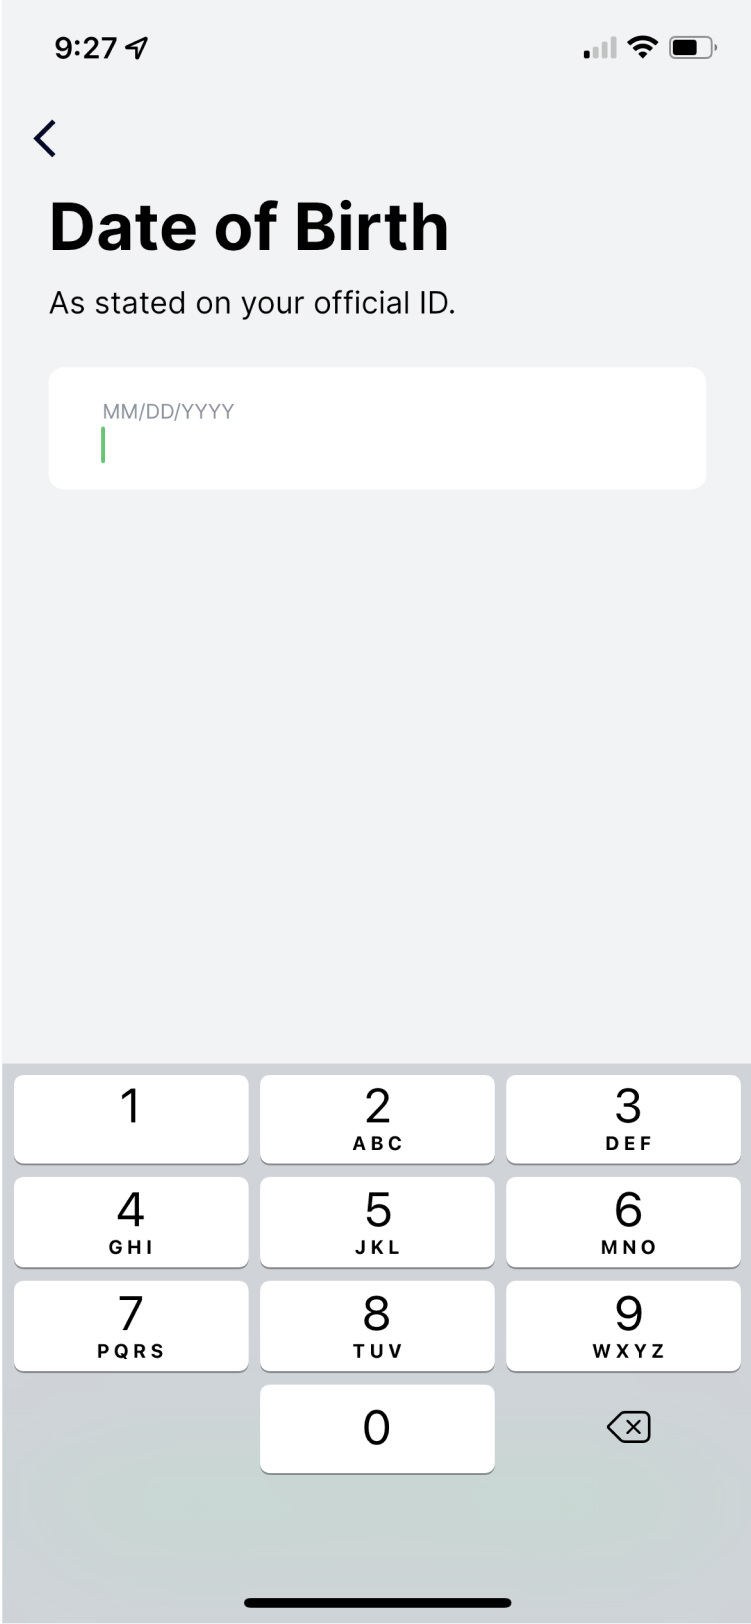 9:27
Date of Birth
As stated on your official ID.
MM/DD/YYYY
1
2
ABC
3
DEF
4
GHI
5
JKL
6
MNO
7
PQRS
8
TUV
9
WXYZ
0